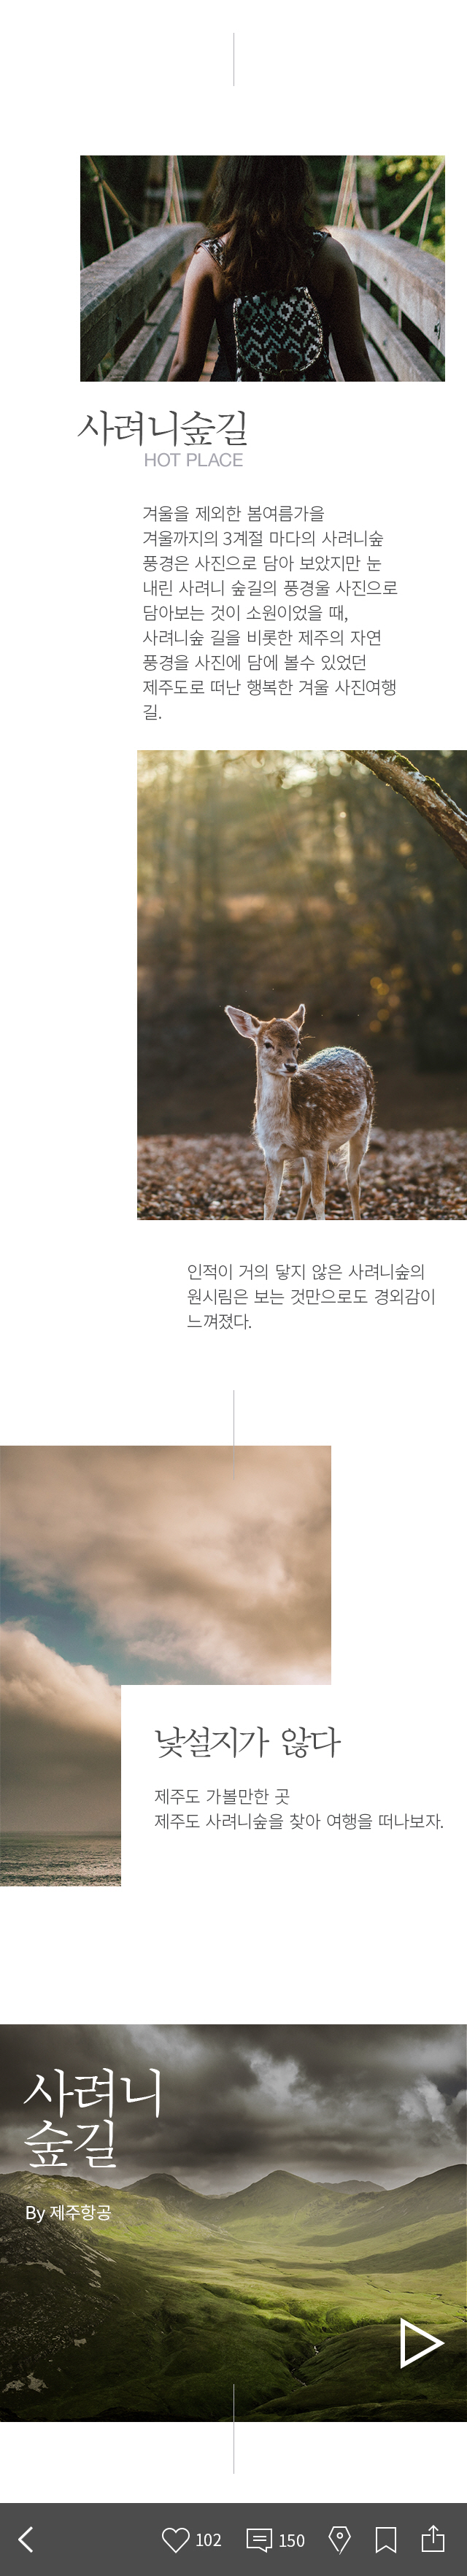 사려니숲길
HOT PLACE
겨울을 제외한 봄여름가을
겨울까지의 3계절 마다의 사려니숲
풍경은 사진으로 담아 보았지만 눈
내린 사려니 숲길의 풍경울 사진으로
담아보는 것이 소원이었을 때,
사려니숲 길을 비롯한 제주의 자연
풍경을 사진에 담에 볼수 있었던
제주도로 떠난 행복한 겨울 사진여행
길.
인적이 거의 닿지 않은 사려니숲의
원시림은 보는 것만으로도 경외감이
느껴졌다.
낯설지가 않다
제주도 가볼만한 곳
제주도 사려니숲을 찾아 여행을 떠나보자.
사려니
숲길
By 제주항공
102 150